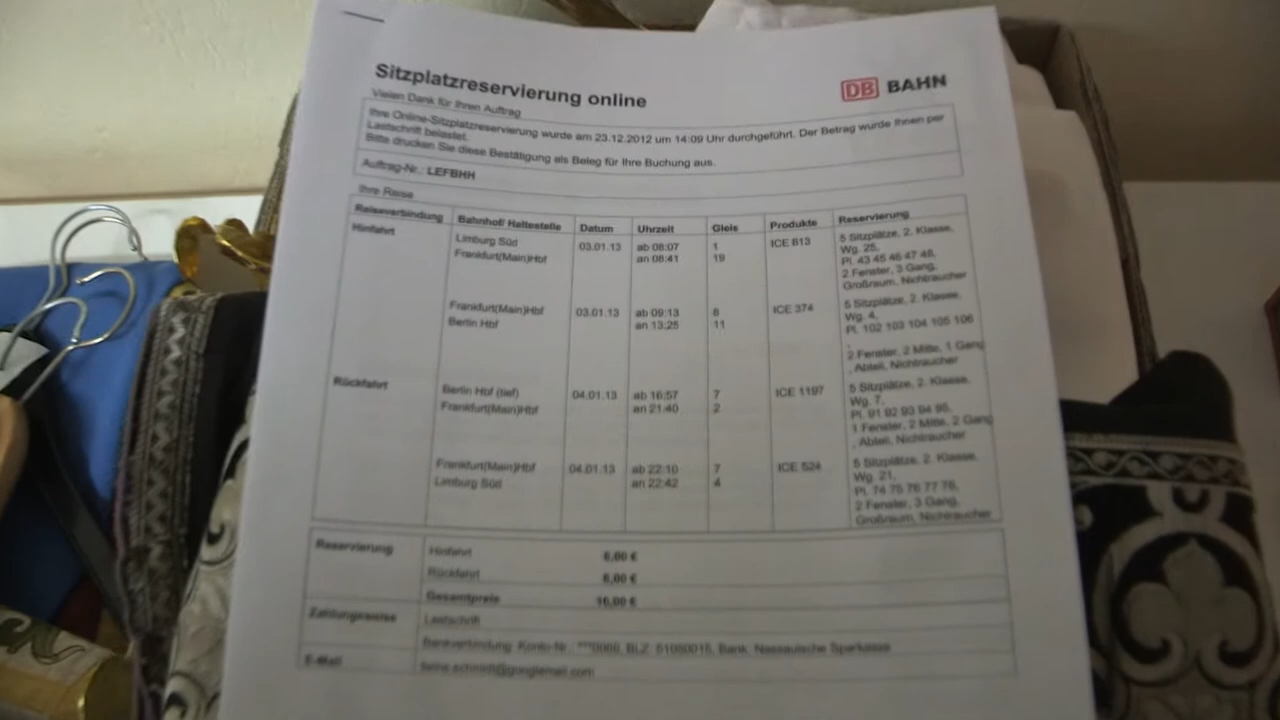 Sitzplatzreservierung online
DB BAHN
Vielen Dank für Ihren Auftrag
Ihre Online-Sitzplatzreservierung wurde am 23.12.2012 um 14:09 Uhr durchgeführt. Der Betrag wurde Ihnen per
Lastschrift belastet.
Bitte drucken Sie diese Bestätigung als Beleg für Ihre Buchung aus.
Auftrag-Nr.: LEFBHH
Ihre Reise
Reiseverbindung Bahnhof/ Haltestelle Datum Uhrzeit Gleis Produkte Reservierung
Hinfahrt Limburg Süd 03.01.13 ab 08:07 1 ICE 813 5 Sitzplätze, 2. Klasse,
Frankfurt(Main)Hbf an 08:41 19 Wg. 25,
Pl. 43 45 46 47 48,
2 Fenster, 3 Gang,
Großraum, Nichtraucher
Frankfurt(Main)Hbf 03.01.13 ab 09:13 8 ICE 374 5 Sitzplätze, 2. Klasse,
Berlin Hbf an 13:25 11 Wg. 4,
Pl. 102 103 104 105 106
,
2 Fenster, 2 Mitte, 1 Gang
, Abteil, Nichtraucher
Rückfahrt Berlin Hbf (tief) 04.01.13 ab 16:57 7 ICE 1197 5 Sitzplätze, 2. Klasse,
Frankfurt(Main)Hbf an 21:40 2 Wg. 7,
Pl. 91 92 93 94 95,
1 Fenster, 2 Mitte, 2 Gang
, Abteil, Nichtraucher
Frankfurt(Main)Hbf 04.01.13 ab 22:10 7 ICE 524 5 Sitzplätze, 2. Klasse,
Limburg Süd an 22:42 4 Wg. 21,
Pl. 74 75 76 77 78,
2 Fenster, 3 Gang,
Großraum, Nichtraucher
Reservierung Hinfahrt 8,00 €
Rückfahrt 8,00 €
Gesamtpreis 16,00 €
Zahlungsweise Lastschrift
Bankverbindung: Konto-Nr.: BLZ: Bank: Nassauische Sparkasse
E-Mail